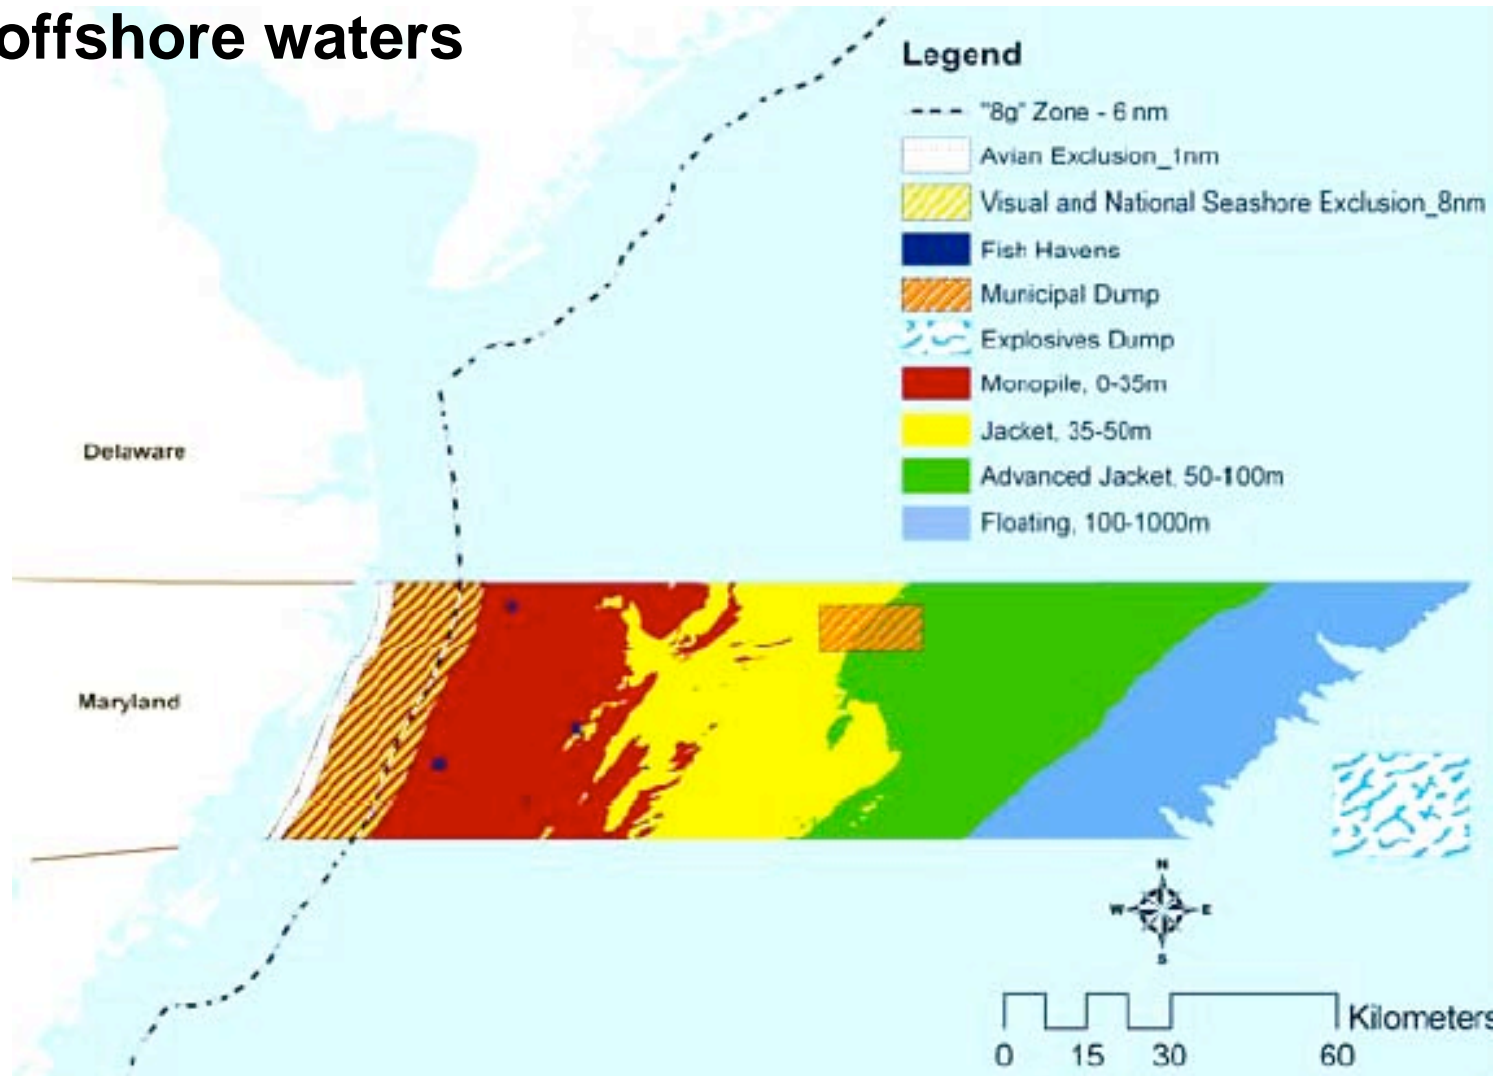 offshore waters
Legend
"8g" Zone - 6 nm
Avian Exclusion_1nm
Visual and National Seashore Exclusion_8nm
Fish Havens
Municipal Dump
Explosives Dump
Monopile, 0-35m
Jacket, 35-50m
Advanced Jacket, 50-100m
Floating, 100-1000m
Delaware
Maryland
N
W E
S
Kilometers
0 15 30 60